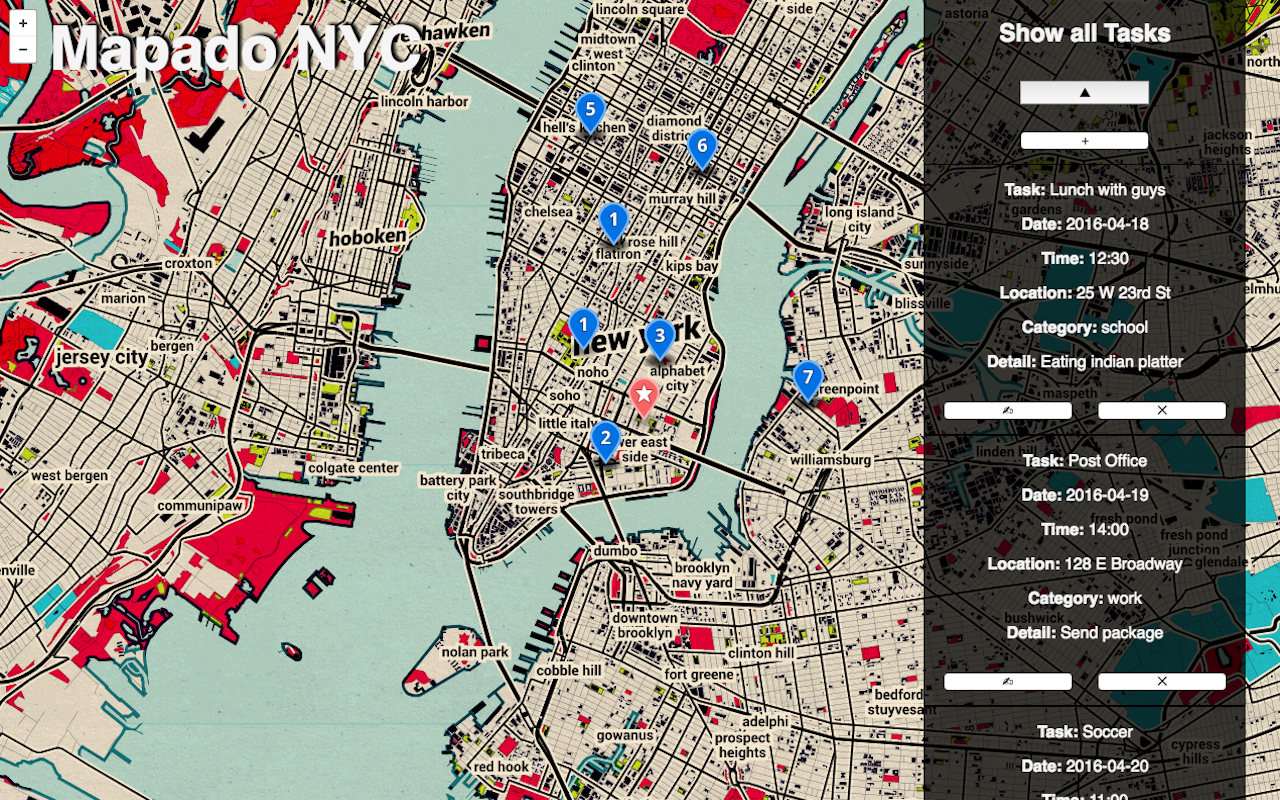 +
−
Mapado NYC
hawken
lincoln square
side
midtown
west
clinton
lincoln harbor
5
hell's kitchen
diamond
district
6
murray hill
chelsea
1
rose hill
flatiron
kips bay
long island
city
hoboken
croxton
sunnyside
blissville
marion
bergen
jersey city
1
new york
3
noho
alphabet
city
7
greenpoint
soho
little italy
2
lower east
side
tribeca
williamsburg
west bergen
colgate center
battery park
city
southbridge
towers
communipaw
dumbo
brooklyn
navy yard
enville
downtown
brooklyn
nolan park
clinton hill
cobble hill
fort greene
bedford
stuyvesant
adelphi
gowanus
prospect
heights
red hook
astoria
north
jackson
heights
sunnyside
gardens
elmhu
maspeth
linden h
fresh pond
fresh pond
junction
glendale
bushwick
cypress
hills
Show all Tasks
▲
+
Task: Lunch with guys
Date: 2016-04-18
Time: 12:30
Location: 25 W 23rd St
Category: school
Detail: Eating indian platter
✍ ✕
Task: Post Office
Date: 2016-04-19
Time: 14:00
Location: 128 E Broadway
Category: work
Detail: Send package
✍ ✕
Task: Soccer
Date: 2016-04-20
Time: 11:00